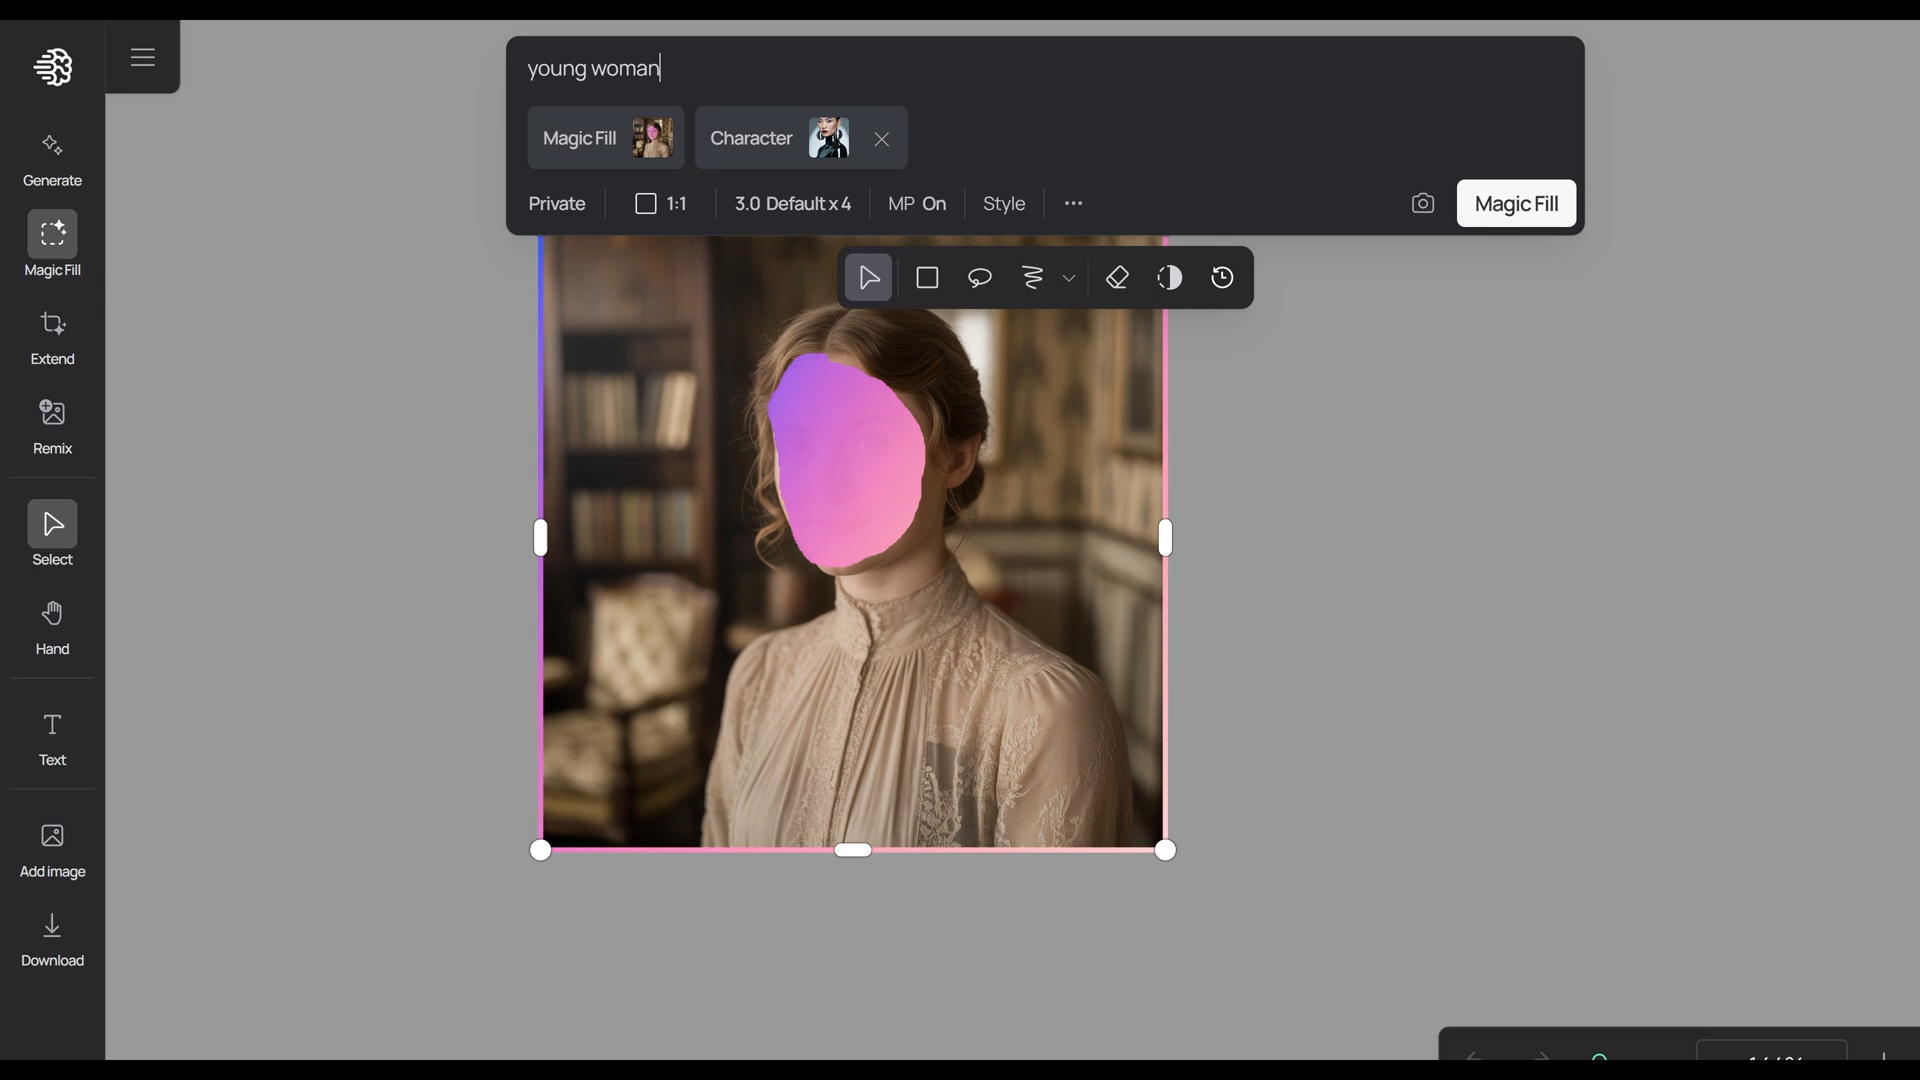 young woman
Magic Fill
Character
Private
1:1
3.0 Default x 4
MP On
Style
Magic Fill
Generate
Magic Fill
Extend
Remix
Select
Hand
Text
Add image
Download